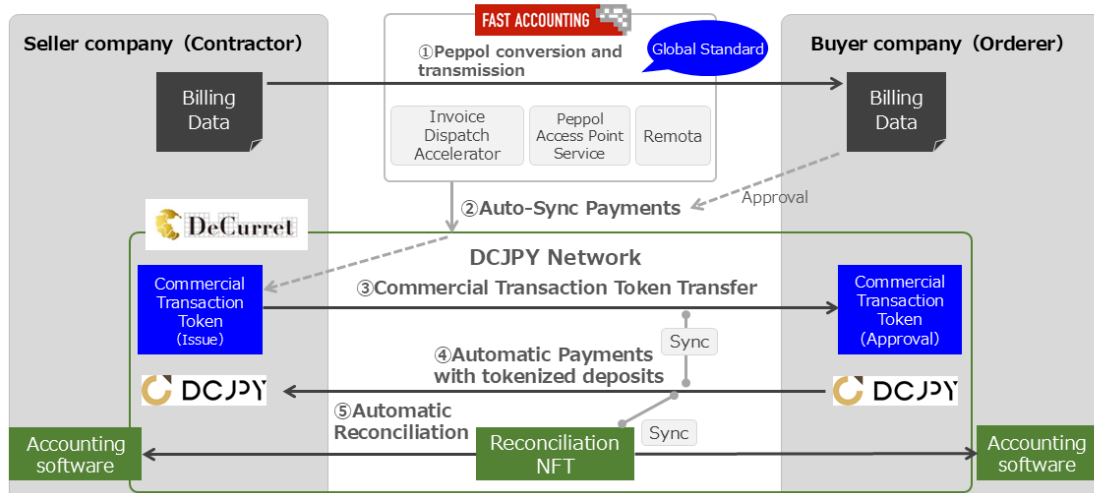 FAST ACCOUNTING
Seller company（Contractor）
①Peppol conversion and
transmission
Global Standard
Buyer company（Orderer）
Billing
Data
Billing
Data
Invoice
Dispatch
Accelerator
Peppol
Access Point
Service
Remota
Approval
②Auto-Sync Payments
DeCurret
DCJPY Network
Commercial
Transaction
Token
（Issue）
③Commercial Transaction Token Transfer
Commercial
Transaction
Token
（Approval）
Sync
④Automatic Payments
with tokenized deposits
DCJPY
DCJPY
⑤Automatic
Reconciliation
Sync
Accounting
software
Reconciliation
NFT
Accounting
software